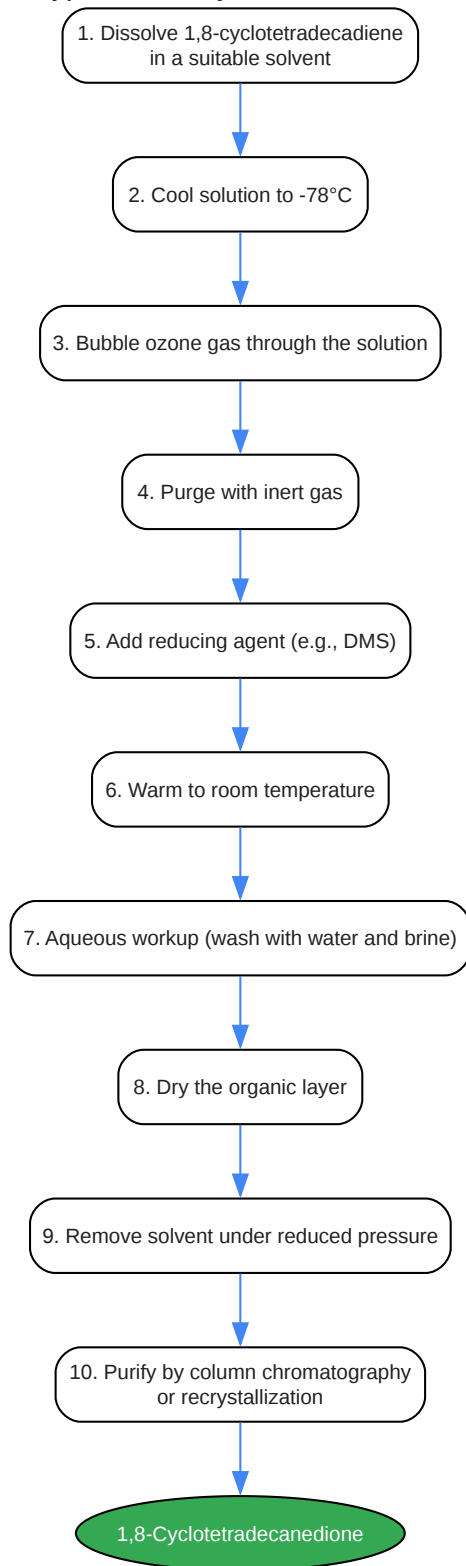 1. Dissolve 1,8-cyclotetradecadiene
in a suitable solvent
2. Cool solution to -78°C
3. Bubble ozone gas through the solution
4. Purge with inert gas
5. Add reducing agent (e.g., DMS)
6. Warm to room temperature
7. Aqueous workup (wash with water and brine)
8. Dry the organic layer
9. Remove solvent under reduced pressure
10. Purify by column chromatography
or recrystallization
1,8-Cyclotetradecanedione